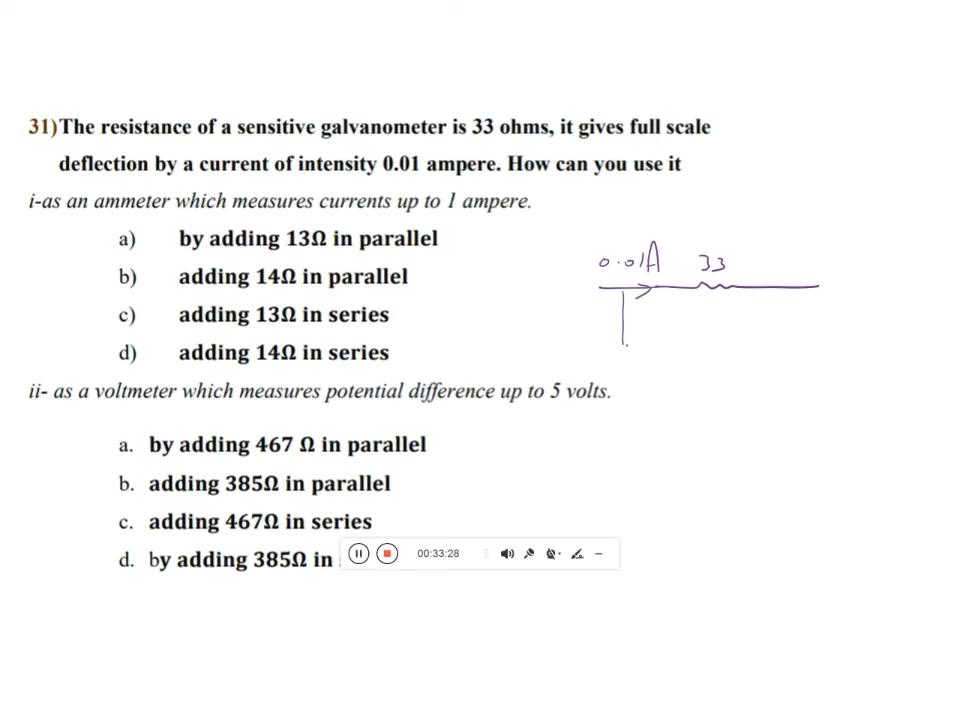 31)The resistance of a sensitive galvanometer is 33 ohms, it gives full scale
deflection by a current of intensity 0.01 ampere. How can you use it
i-as an ammeter which measures currents up to 1 ampere.
a) by adding 13Ω in parallel
b) adding 14Ω in parallel
0.01A 33
c) adding 13Ω in series
d) adding 14Ω in series
ii- as a voltmeter which measures potential difference up to 5 volts.
a. by adding 467 Ω in parallel
b. adding 385Ω in parallel
c. adding 467Ω in series
d. by adding 385Ω in
00:33:28